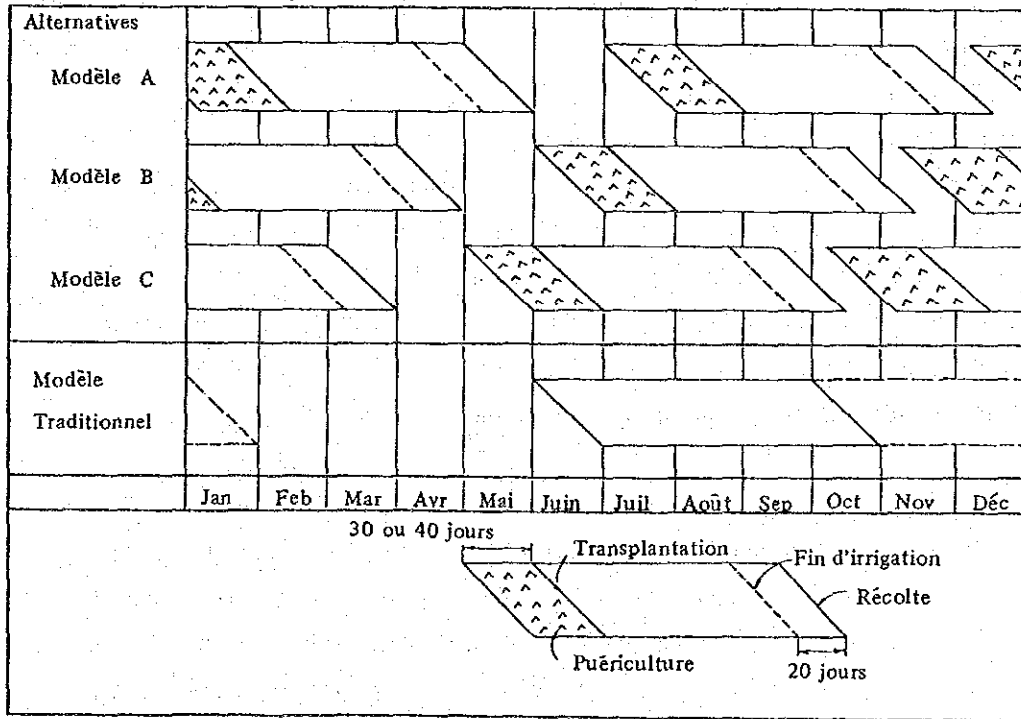 Alternatives
Modèle A
Modèle B
Modèle C
Modèle
Traditionnel
Jan Feb Mar Avr Mai Juin Juil Août Sep Oct Nov Déc
30 ou 40 jours
Transplantation
Fin d'irrigation
Récolte
Puériculture
20 jours